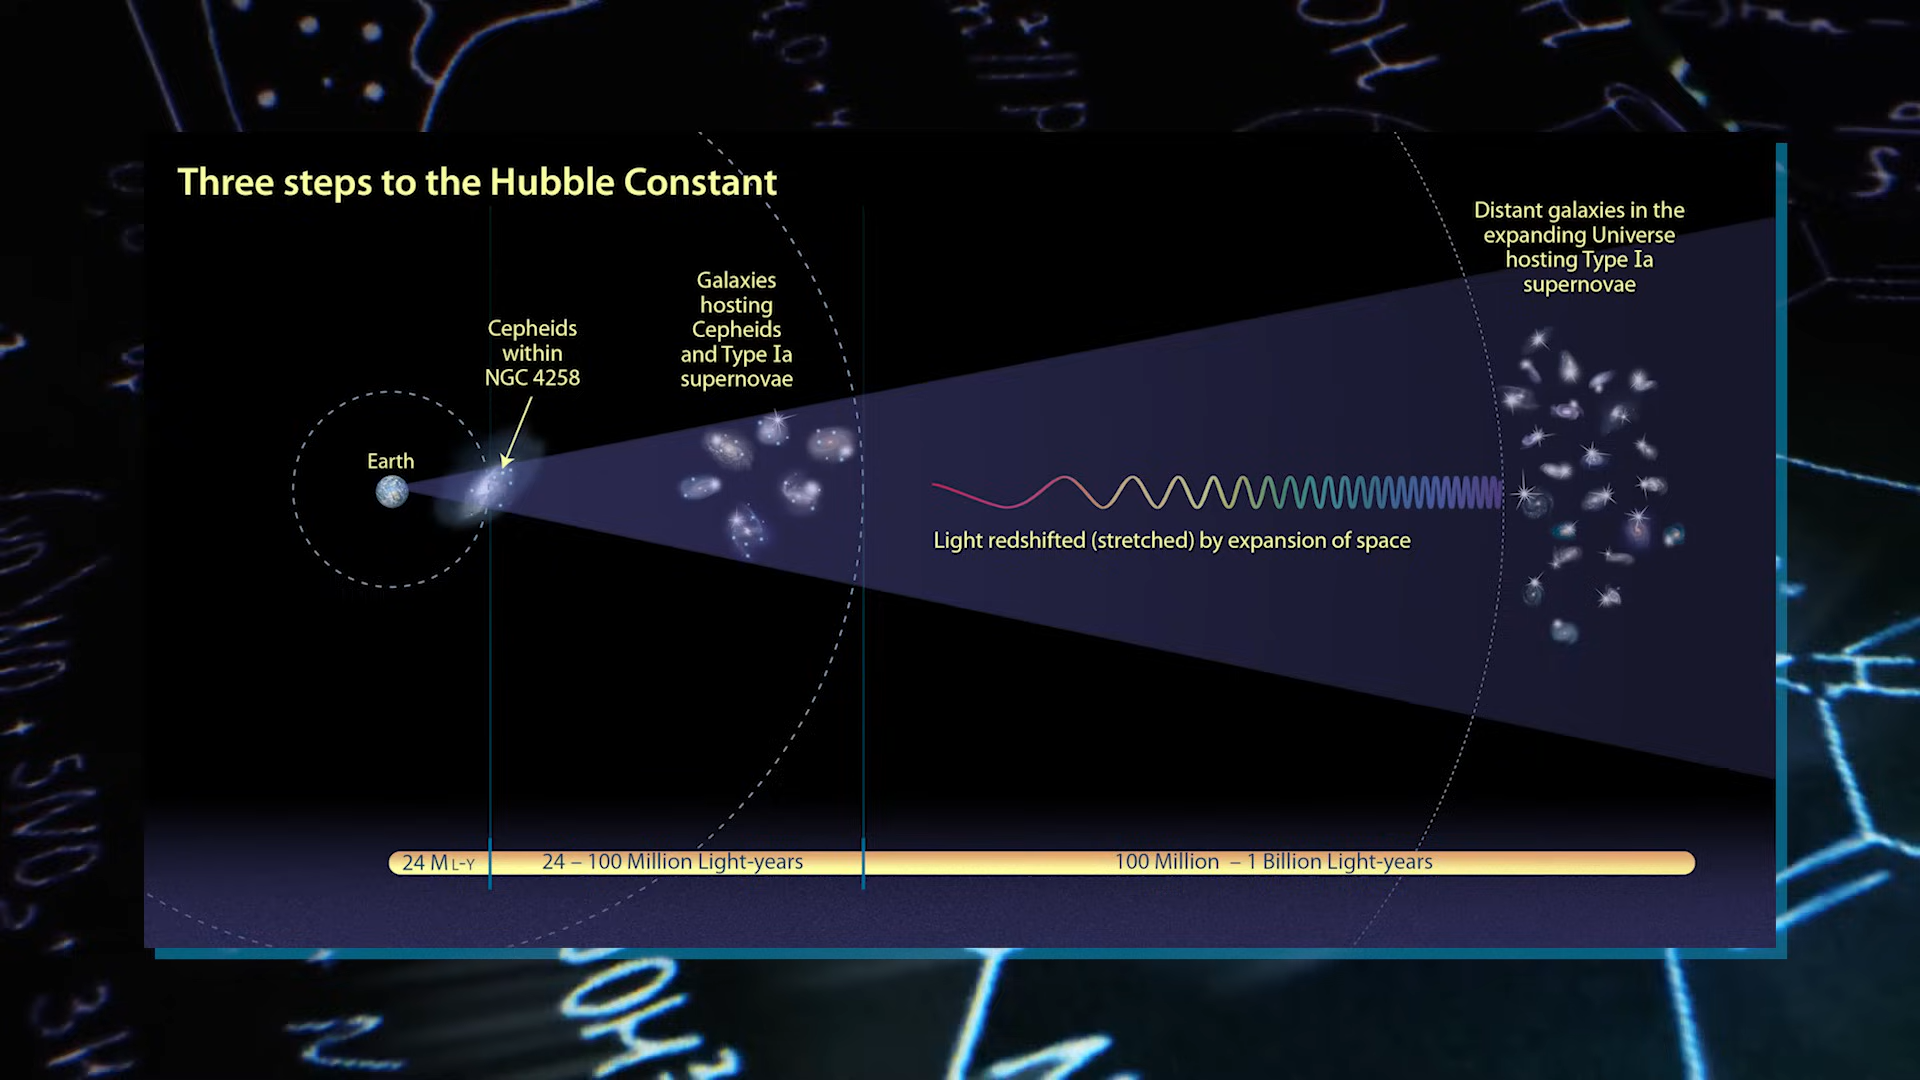 Three steps to the Hubble Constant
Distant galaxies in the
expanding Universe
hosting Type Ia
supernovae
Galaxies
hosting
Cepheids
and Type Ia
supernovae
Cepheids
within
NGC 4258
Earth
Light redshifted (stretched) by expansion of space
24 M L-Y
24 – 100 Million Light-years
100 Million – 1 Billion Light-years
OH